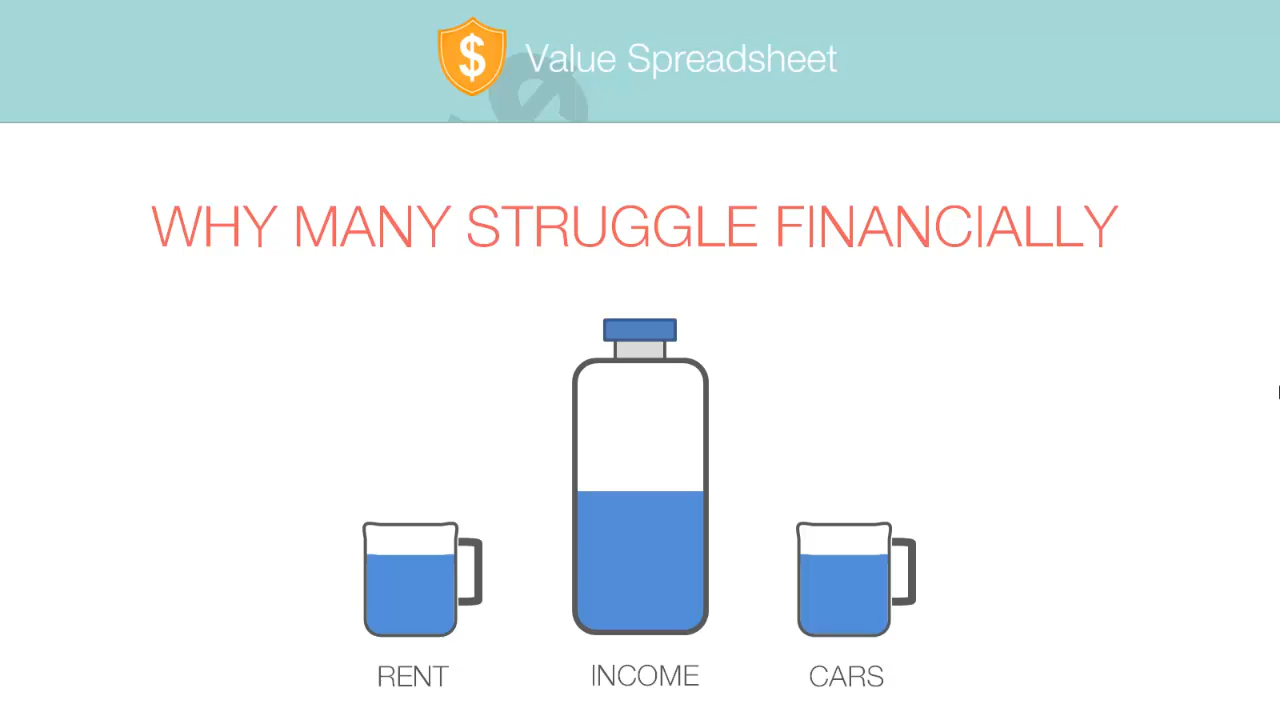 $ Value Spreadsheet
WHY MANY STRUGGLE FINANCIALLY
RENT
INCOME
CARS